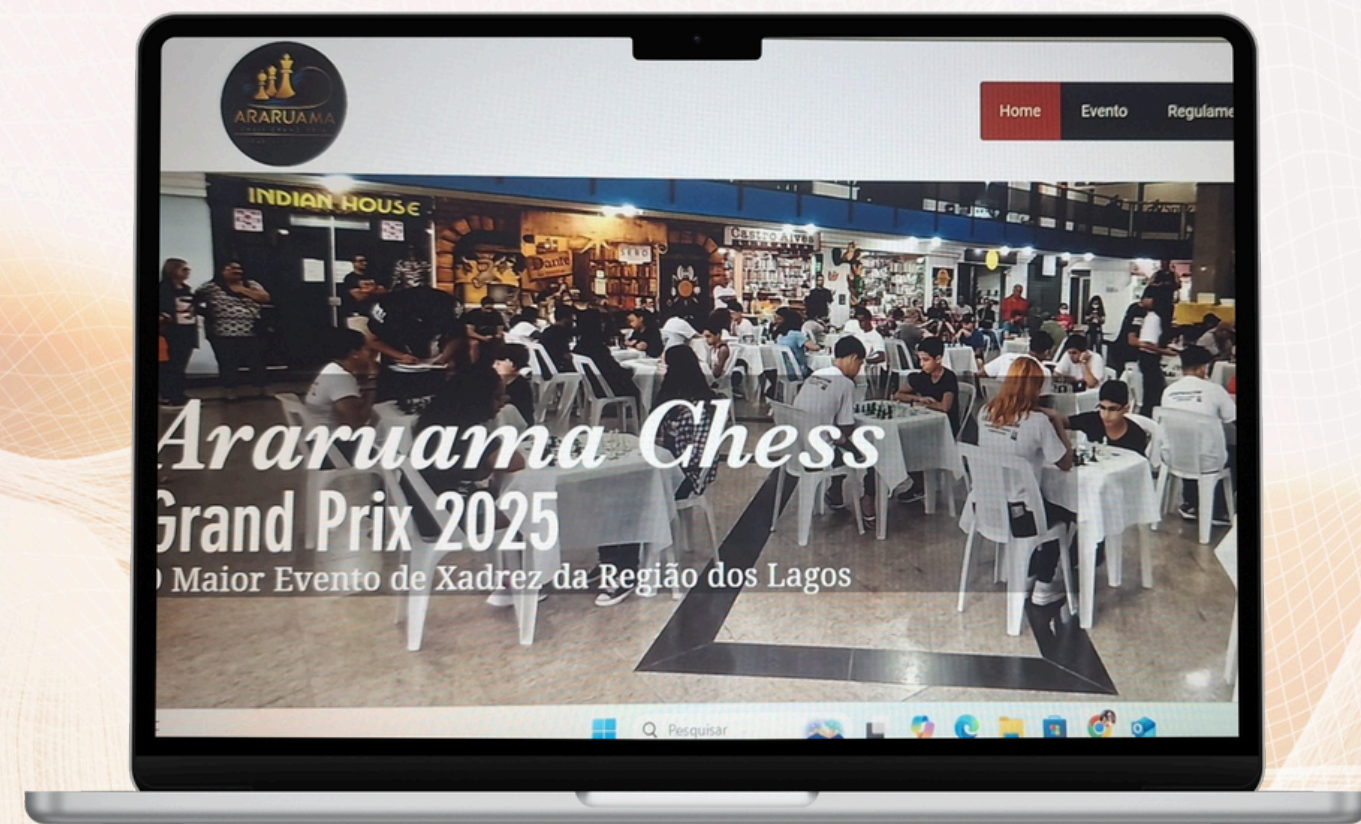 ARARUAMA
Home Evento Regulame
INDIAN HOUSE
Castro Alves
SEBO
Dante
Araruama Chess
Grand Prix 2025
O Maior Evento de Xadrez da Região dos Lagos
Pesquisar